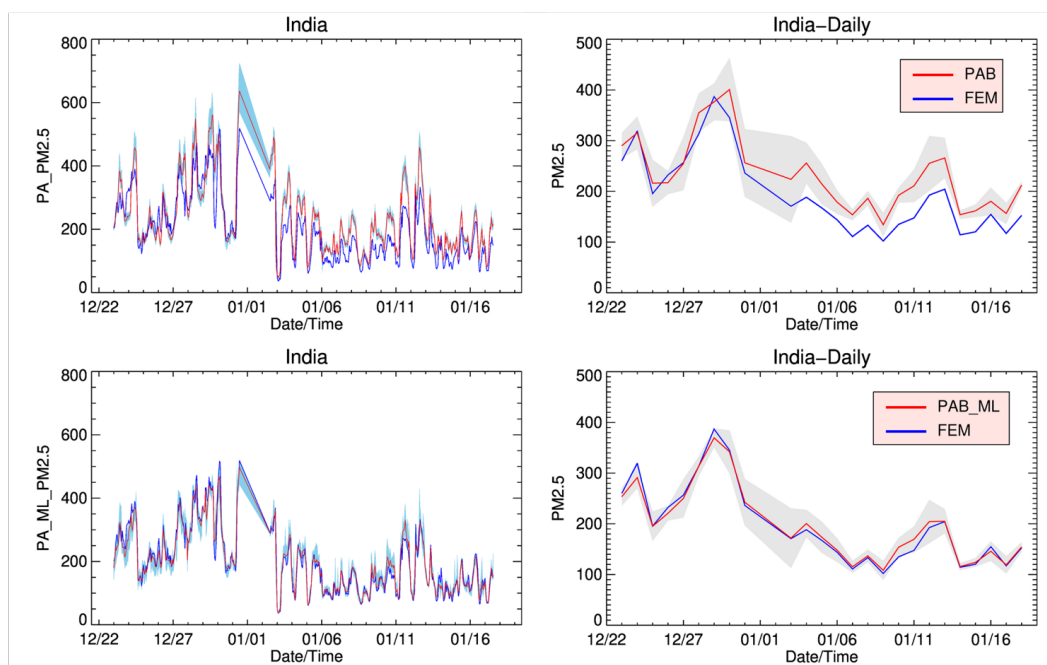 India
PA_PM2.5
800
600
400
200
0
12/22 12/27 01/01 01/06 01/11 01/16
Date/Time
India-Daily
PM2.5
500
400
300
200
100
0
12/22 12/27 01/01 01/06 01/11 01/16
Date/Time
PAB
FEM
India
PA_ML_PM2.5
800
600
400
200
0
12/22 12/27 01/01 01/06 01/11 01/16
Date/Time
India-Daily
PM2.5
500
400
300
200
100
0
12/22 12/27 01/01 01/06 01/11 01/16
Date/Time
PAB_ML
FEM